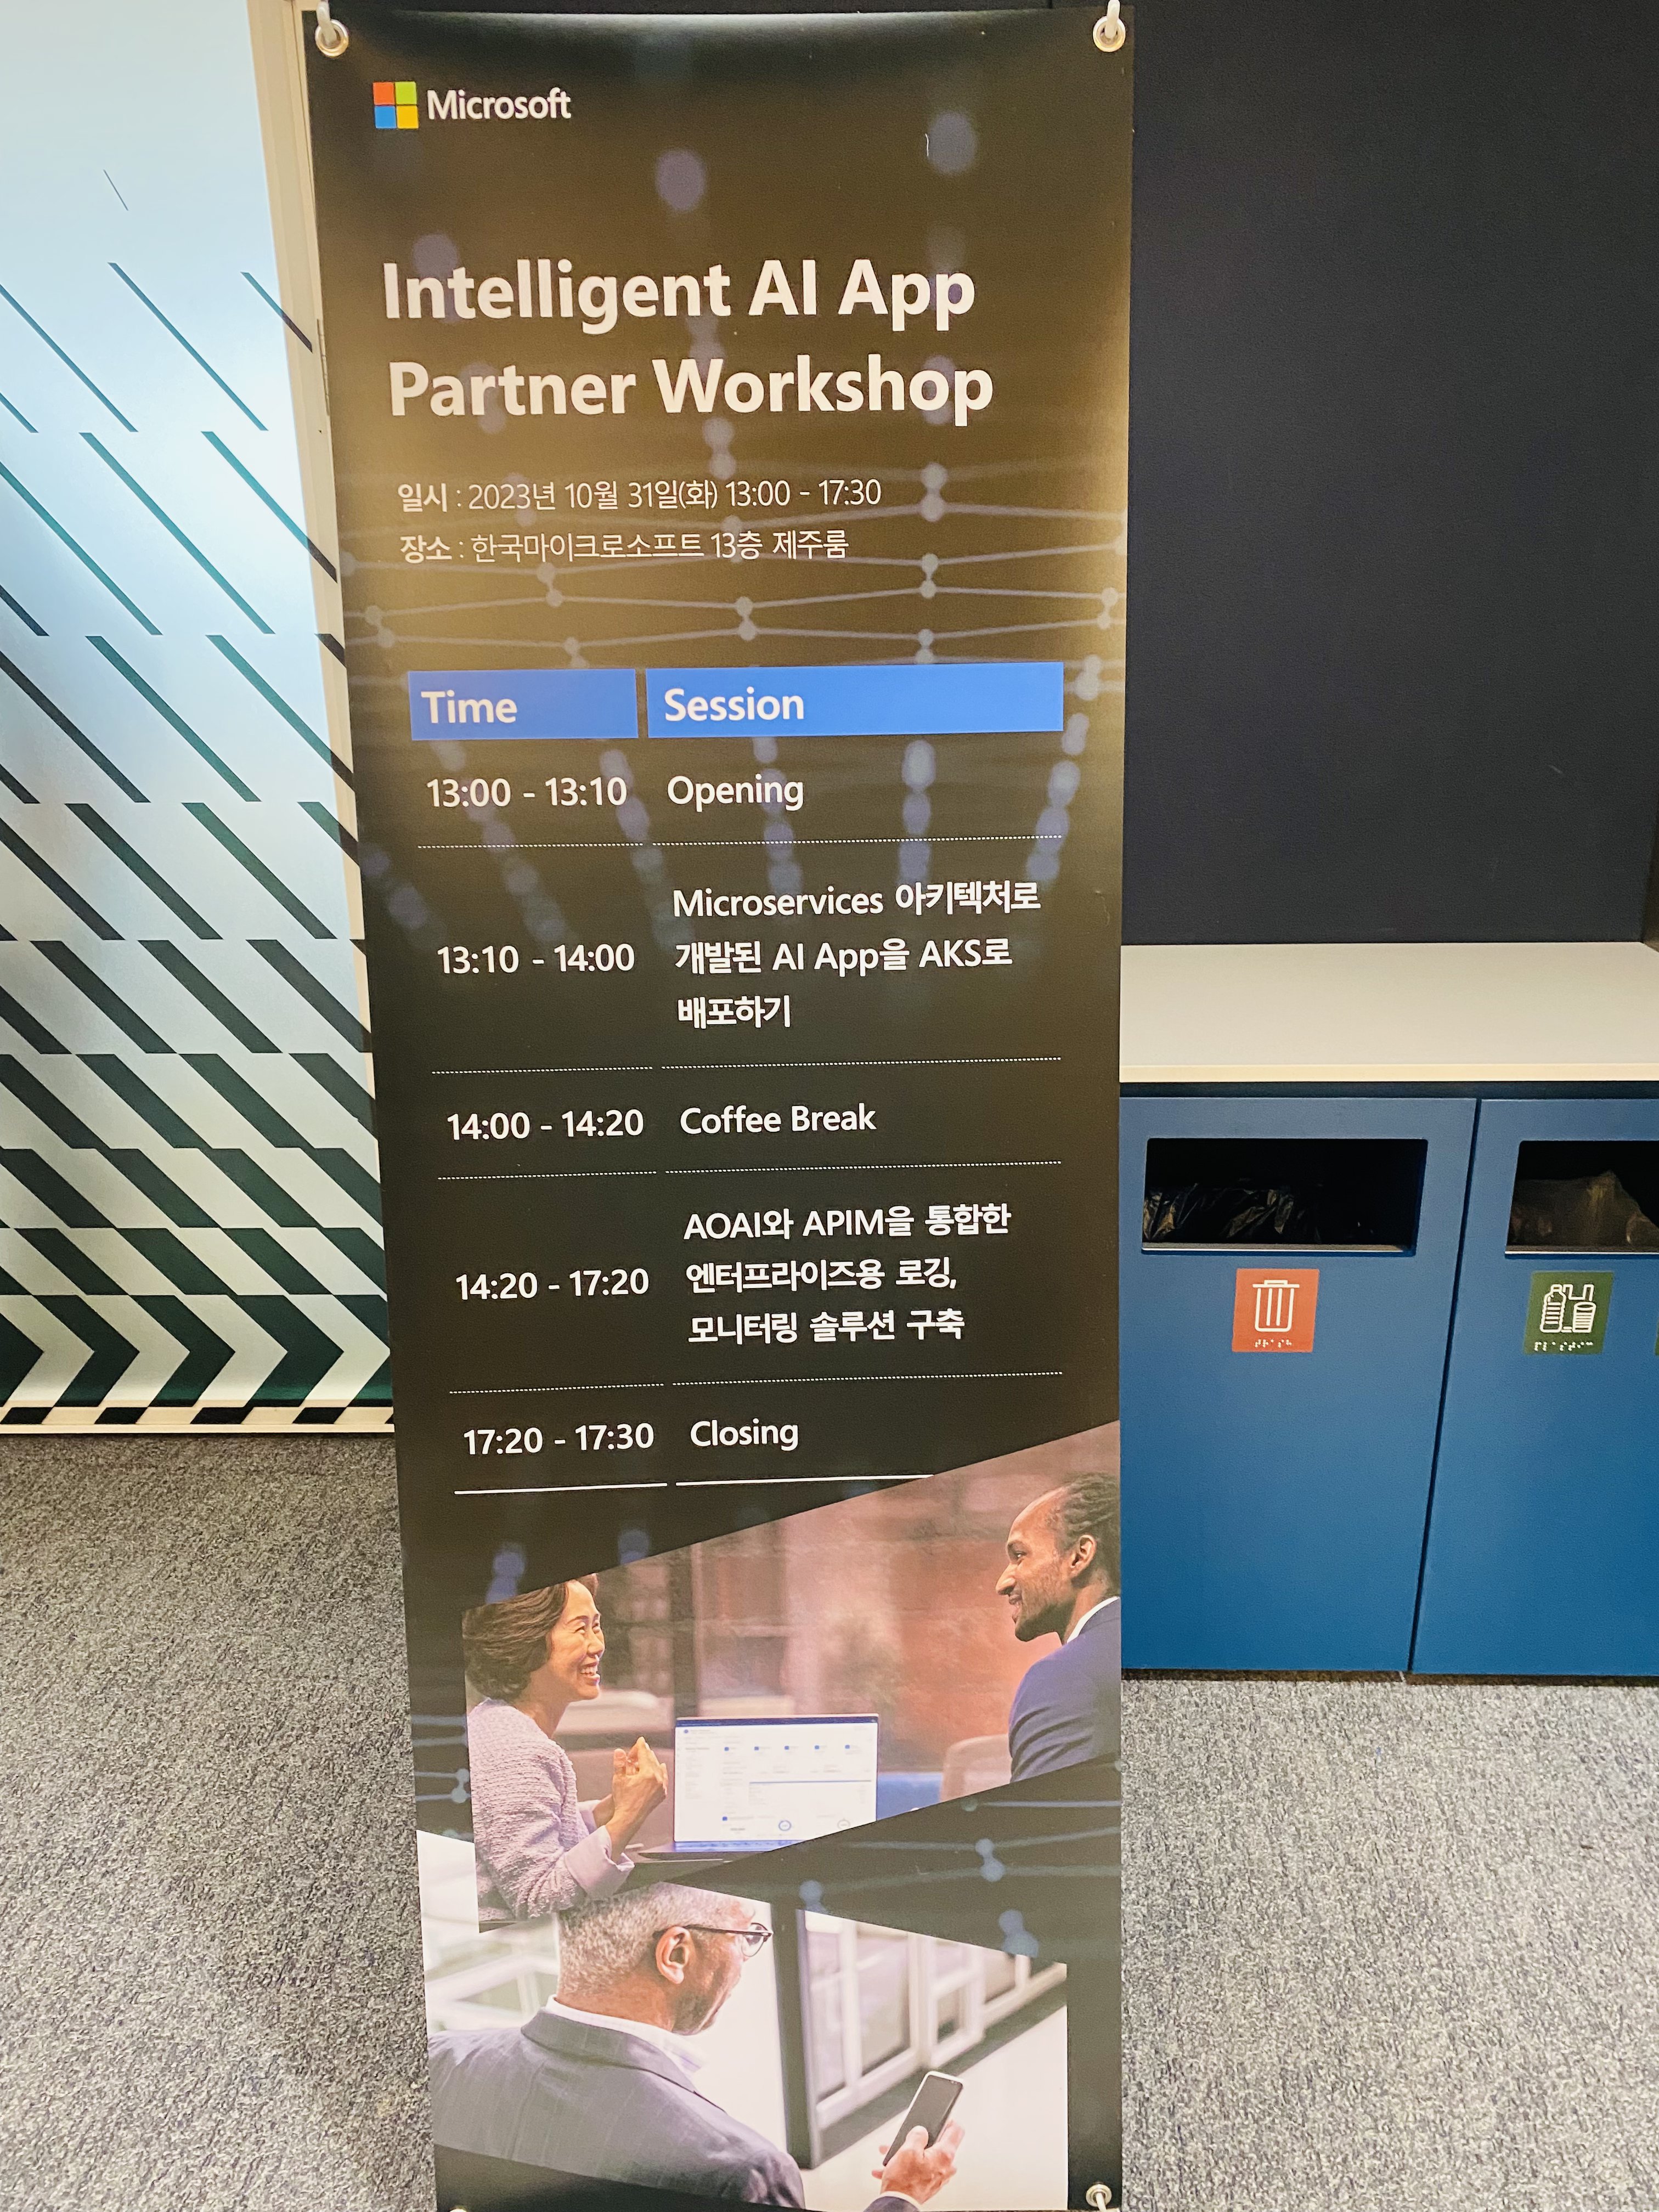 Microsoft
Intelligent AI App
Partner Workshop
일시 : 2023년 10월 31일(화) 13:00 - 17:30
장소 : 한국마이크로소프트 13층 제주룸
Time Session
13:00 - 13:10 Opening
Microservices 아키텍처로
13:10 - 14:00 개발된 AI App을 AKS로
배포하기
14:00 - 14:20 Coffee Break
AOAI와 APIM을 통합한
14:20 - 17:20 엔터프라이즈용 로깅,
모니터링 솔루션 구축
17:20 - 17:30 Closing